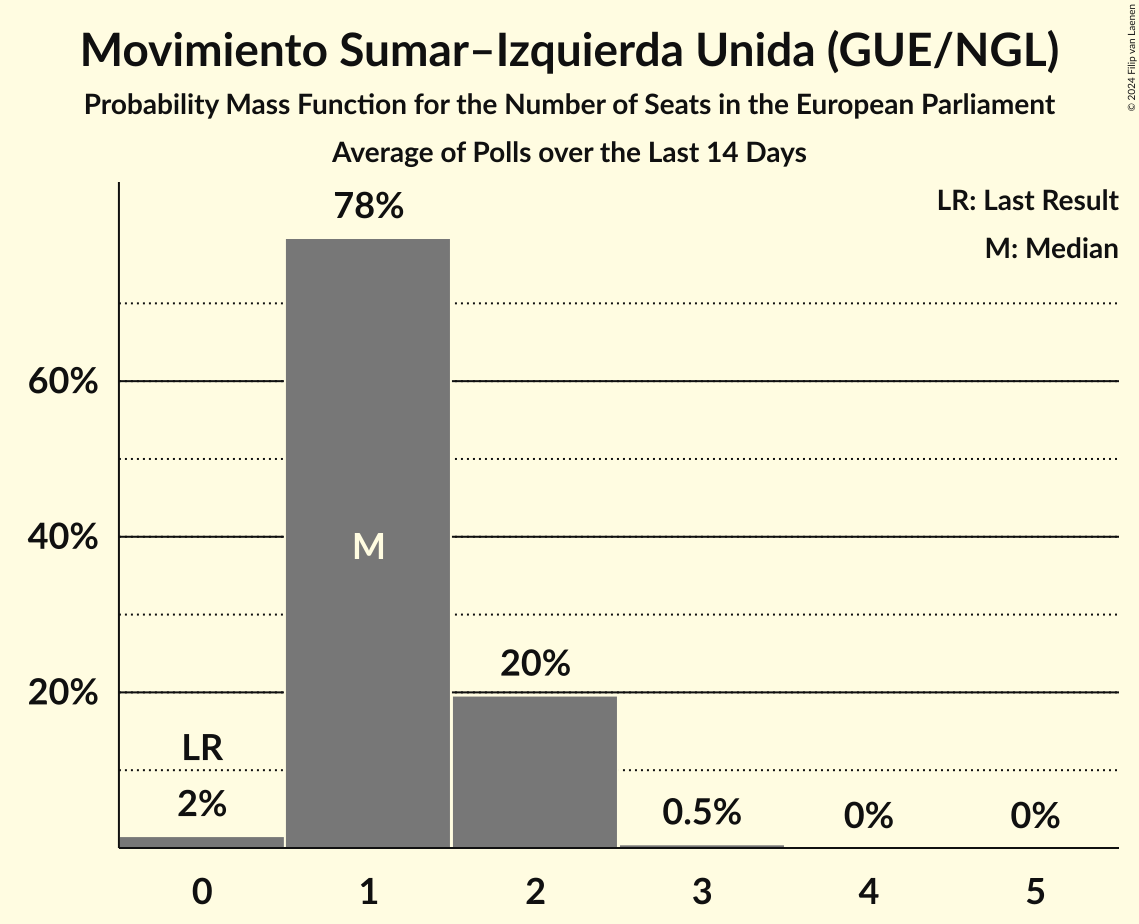 Movimiento Sumar–Izquierda Unida (GUE/NGL)
Probability Mass Function for the Number of Seats in the European Parliament
Average of Polls over the Last 14 Days
© 2024 Filip van Laenen
LR: Last Result
M: Median
78%
60%
40%
20%
M
20%
LR
2%
0.5%
0%
0%
0 1 2 3 4 5